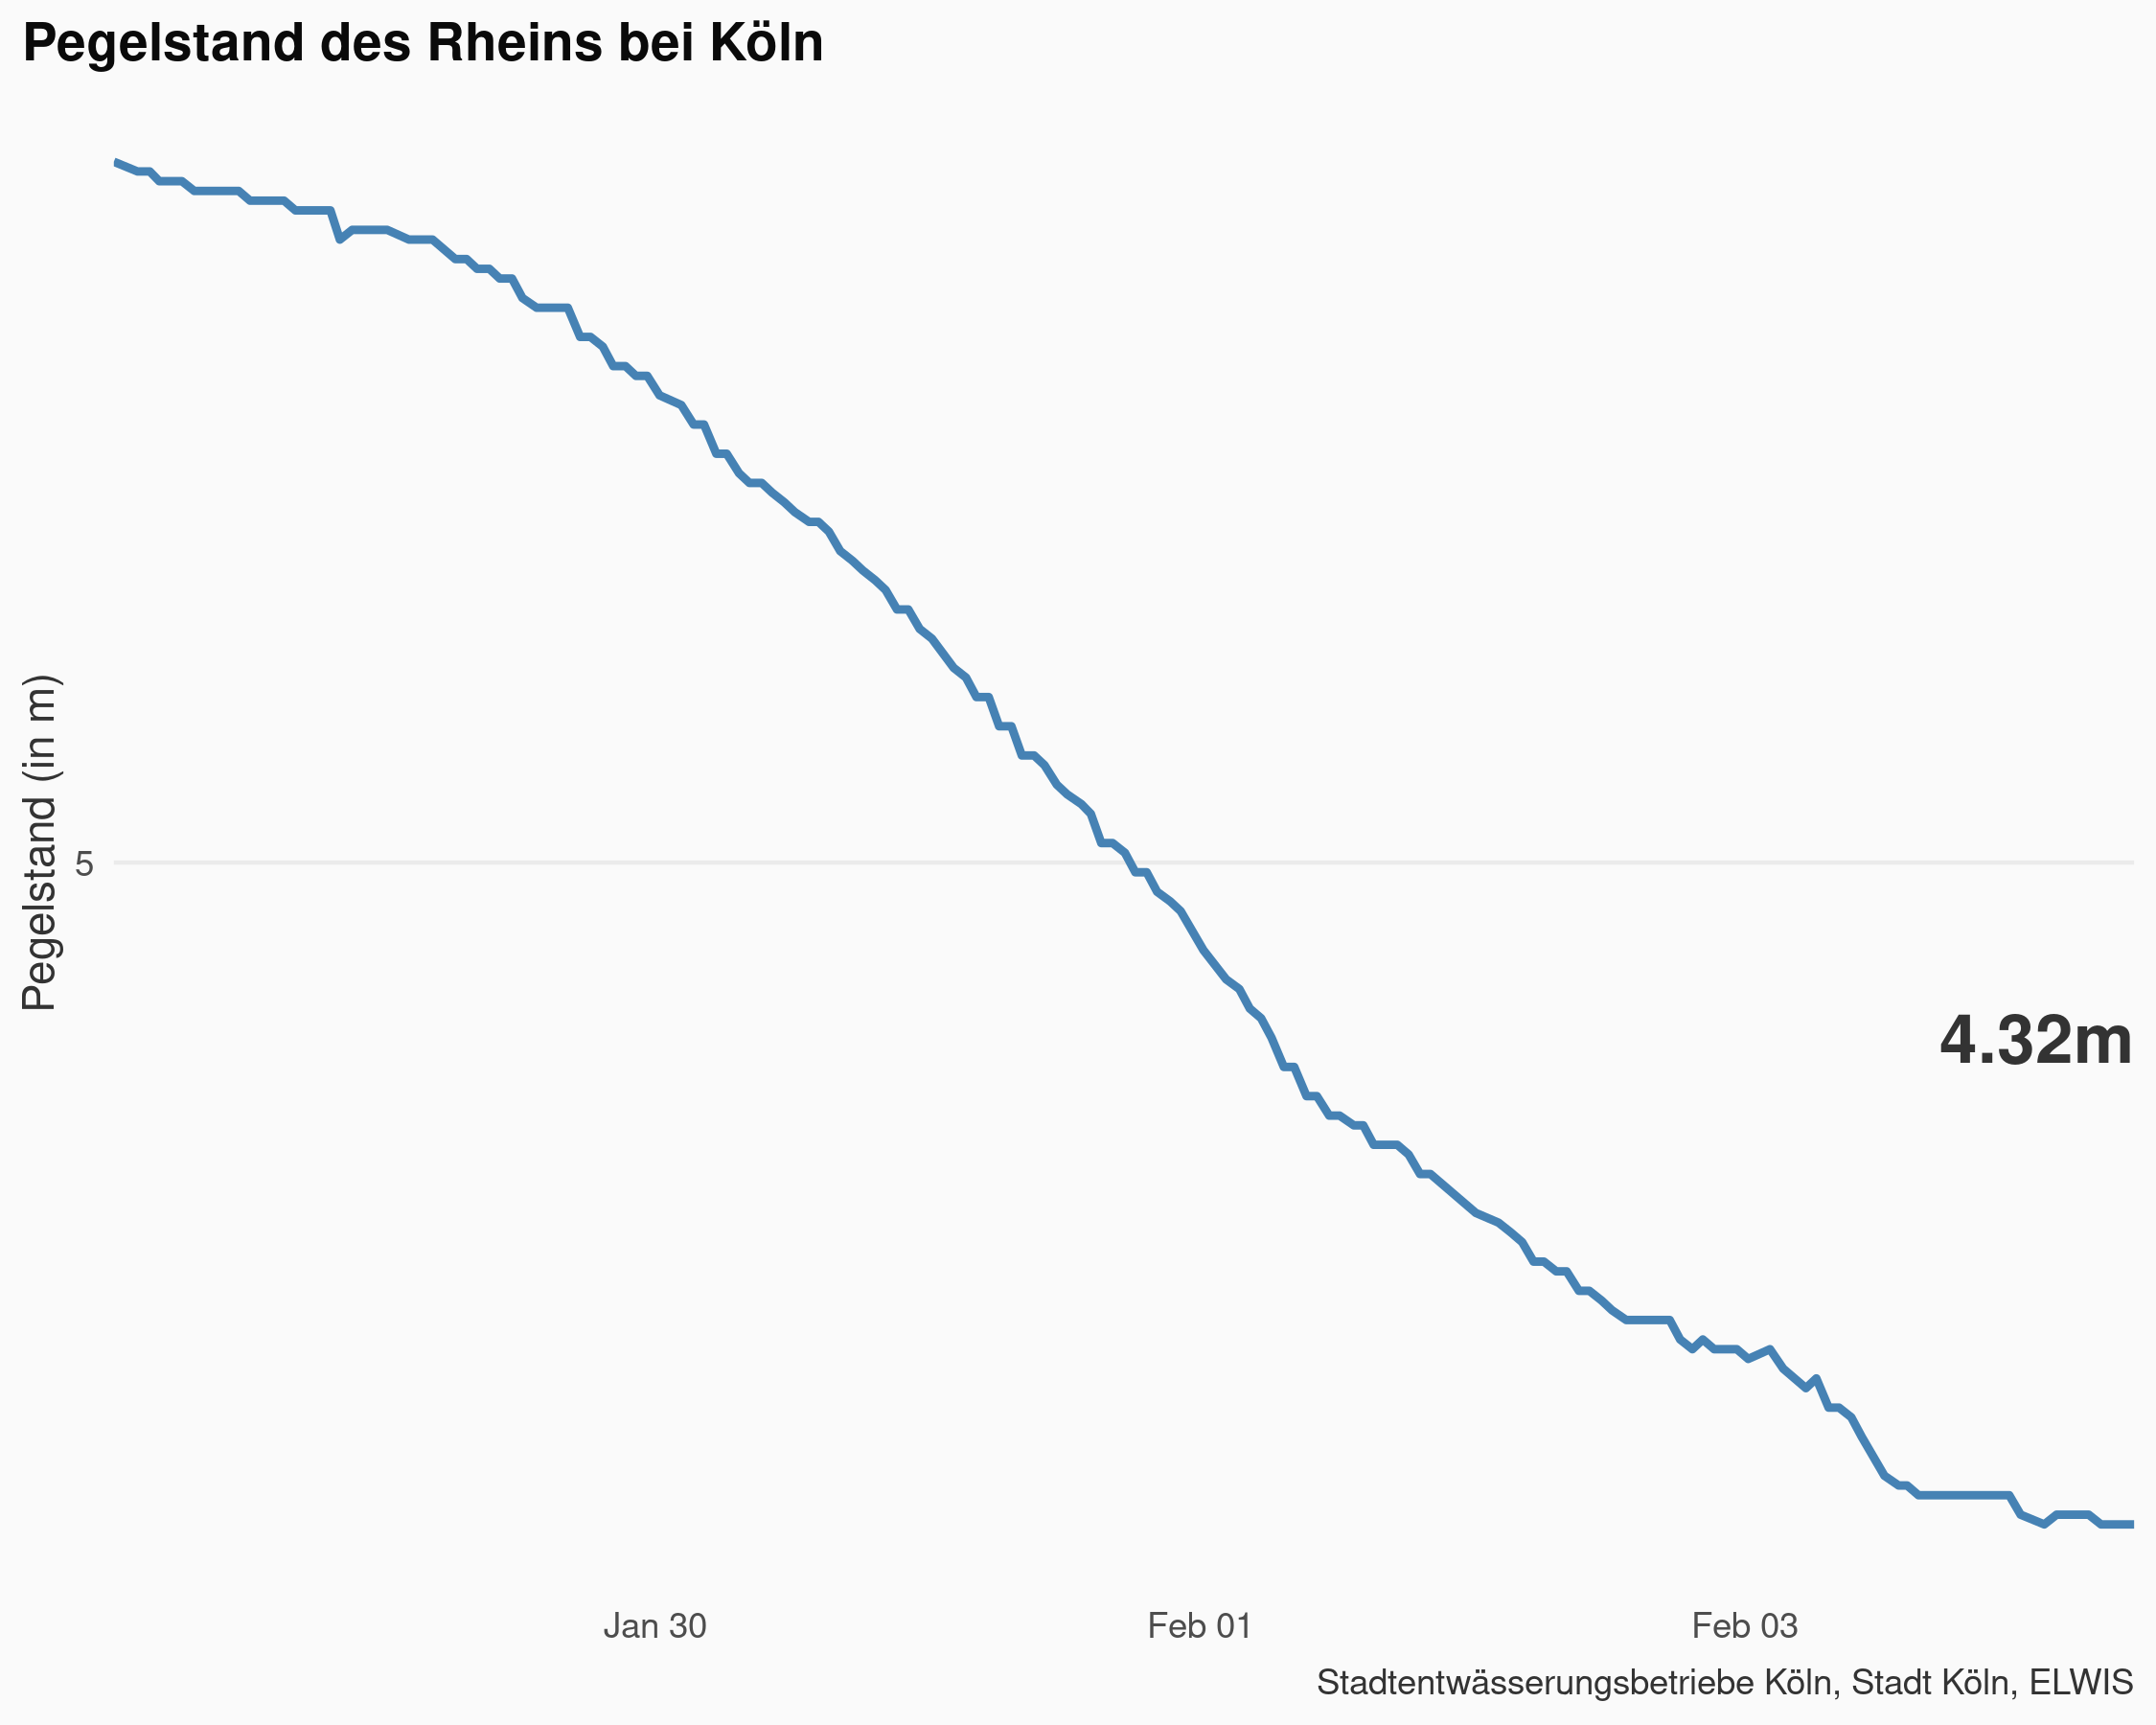 Pegelstand des Rheins bei Köln
Pegelstand (in m)
5
4.32m
Jan 30
Feb 01
Feb 03
Stadtentwässerungsbetriebe Köln, Stadt Köln, ELWIS